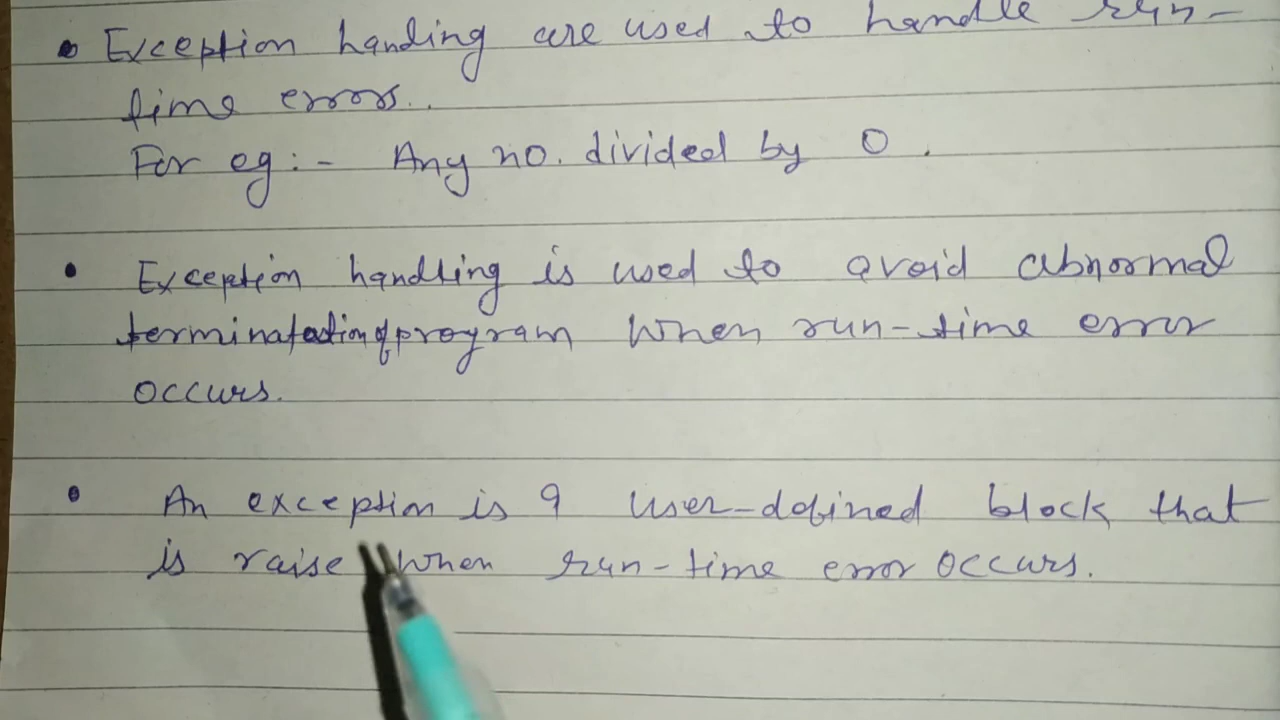 • Exception handing are used to handle run-
time errors..
For eg:- Any no. divided by 0.
• Exception handling is used to avoid abnormal
terminatation of program when run-time error
occurs.
• An exception is a user-defined block that
is raise when run-time error occurs.